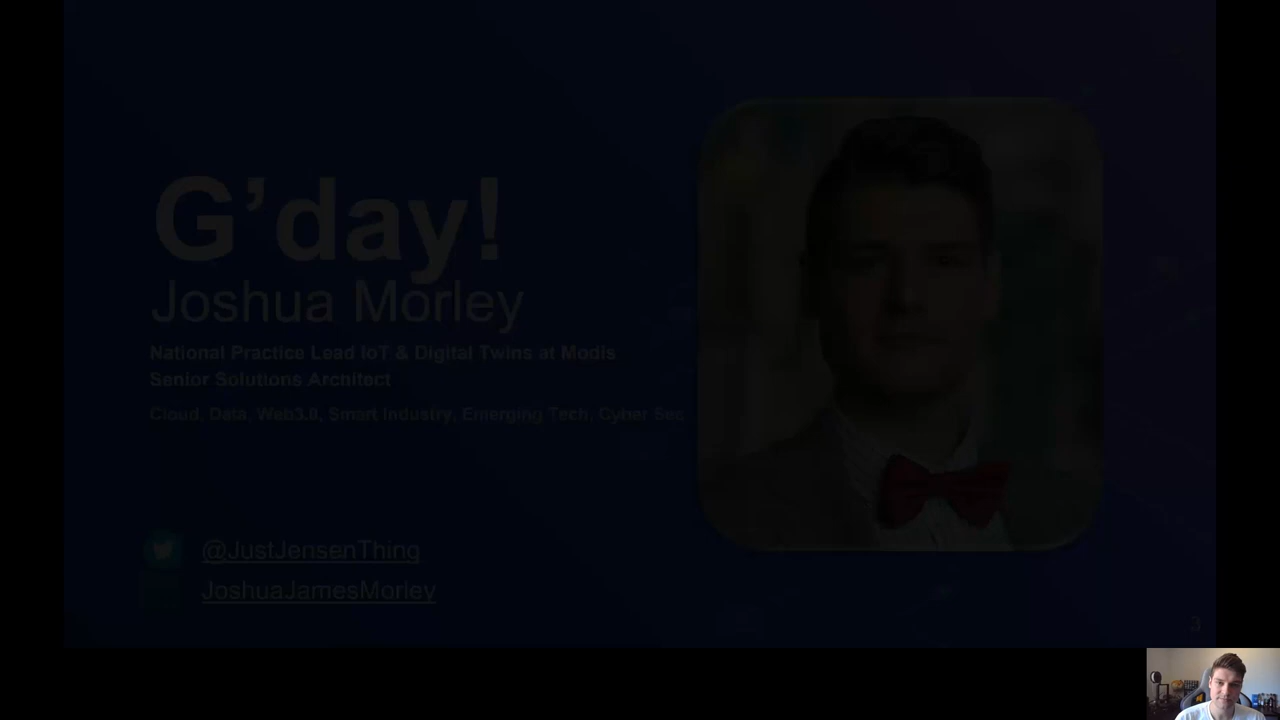 G’day!
Joshua Morley
National Practice Lead IoT & Digital Twins at Modis
Senior Solutions Architect
Cloud, Data, Web3.0, Smart Industry, Emerging Tech, Cyber Sec
@JustJensenThing
JoshuaJamesMorley
3